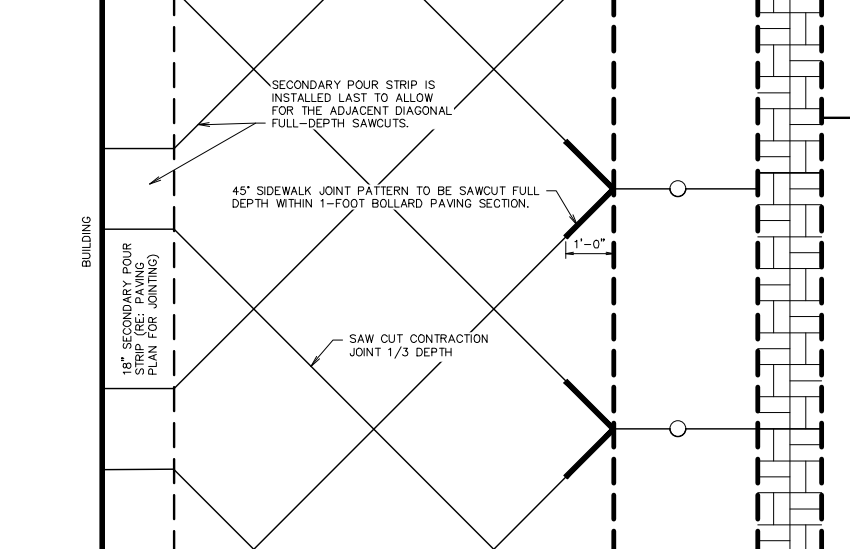 SECONDARY POUR STRIP IS
INSTALLED LAST TO ALLOW
FOR THE ADJACENT DIAGONAL
FULL-DEPTH SAWCUTS.
45° SIDEWALK JOINT PATTERN TO BE SAWCUT FULL
DEPTH WITHIN 1-FOOT BOLLARD PAVING SECTION.
1'-0"
BUILDING
18" SECONDARY POUR
STRIP (RE: PAVING
PLAN FOR JOINTING)
SAW CUT CONTRACTION
JOINT 1/3 DEPTH